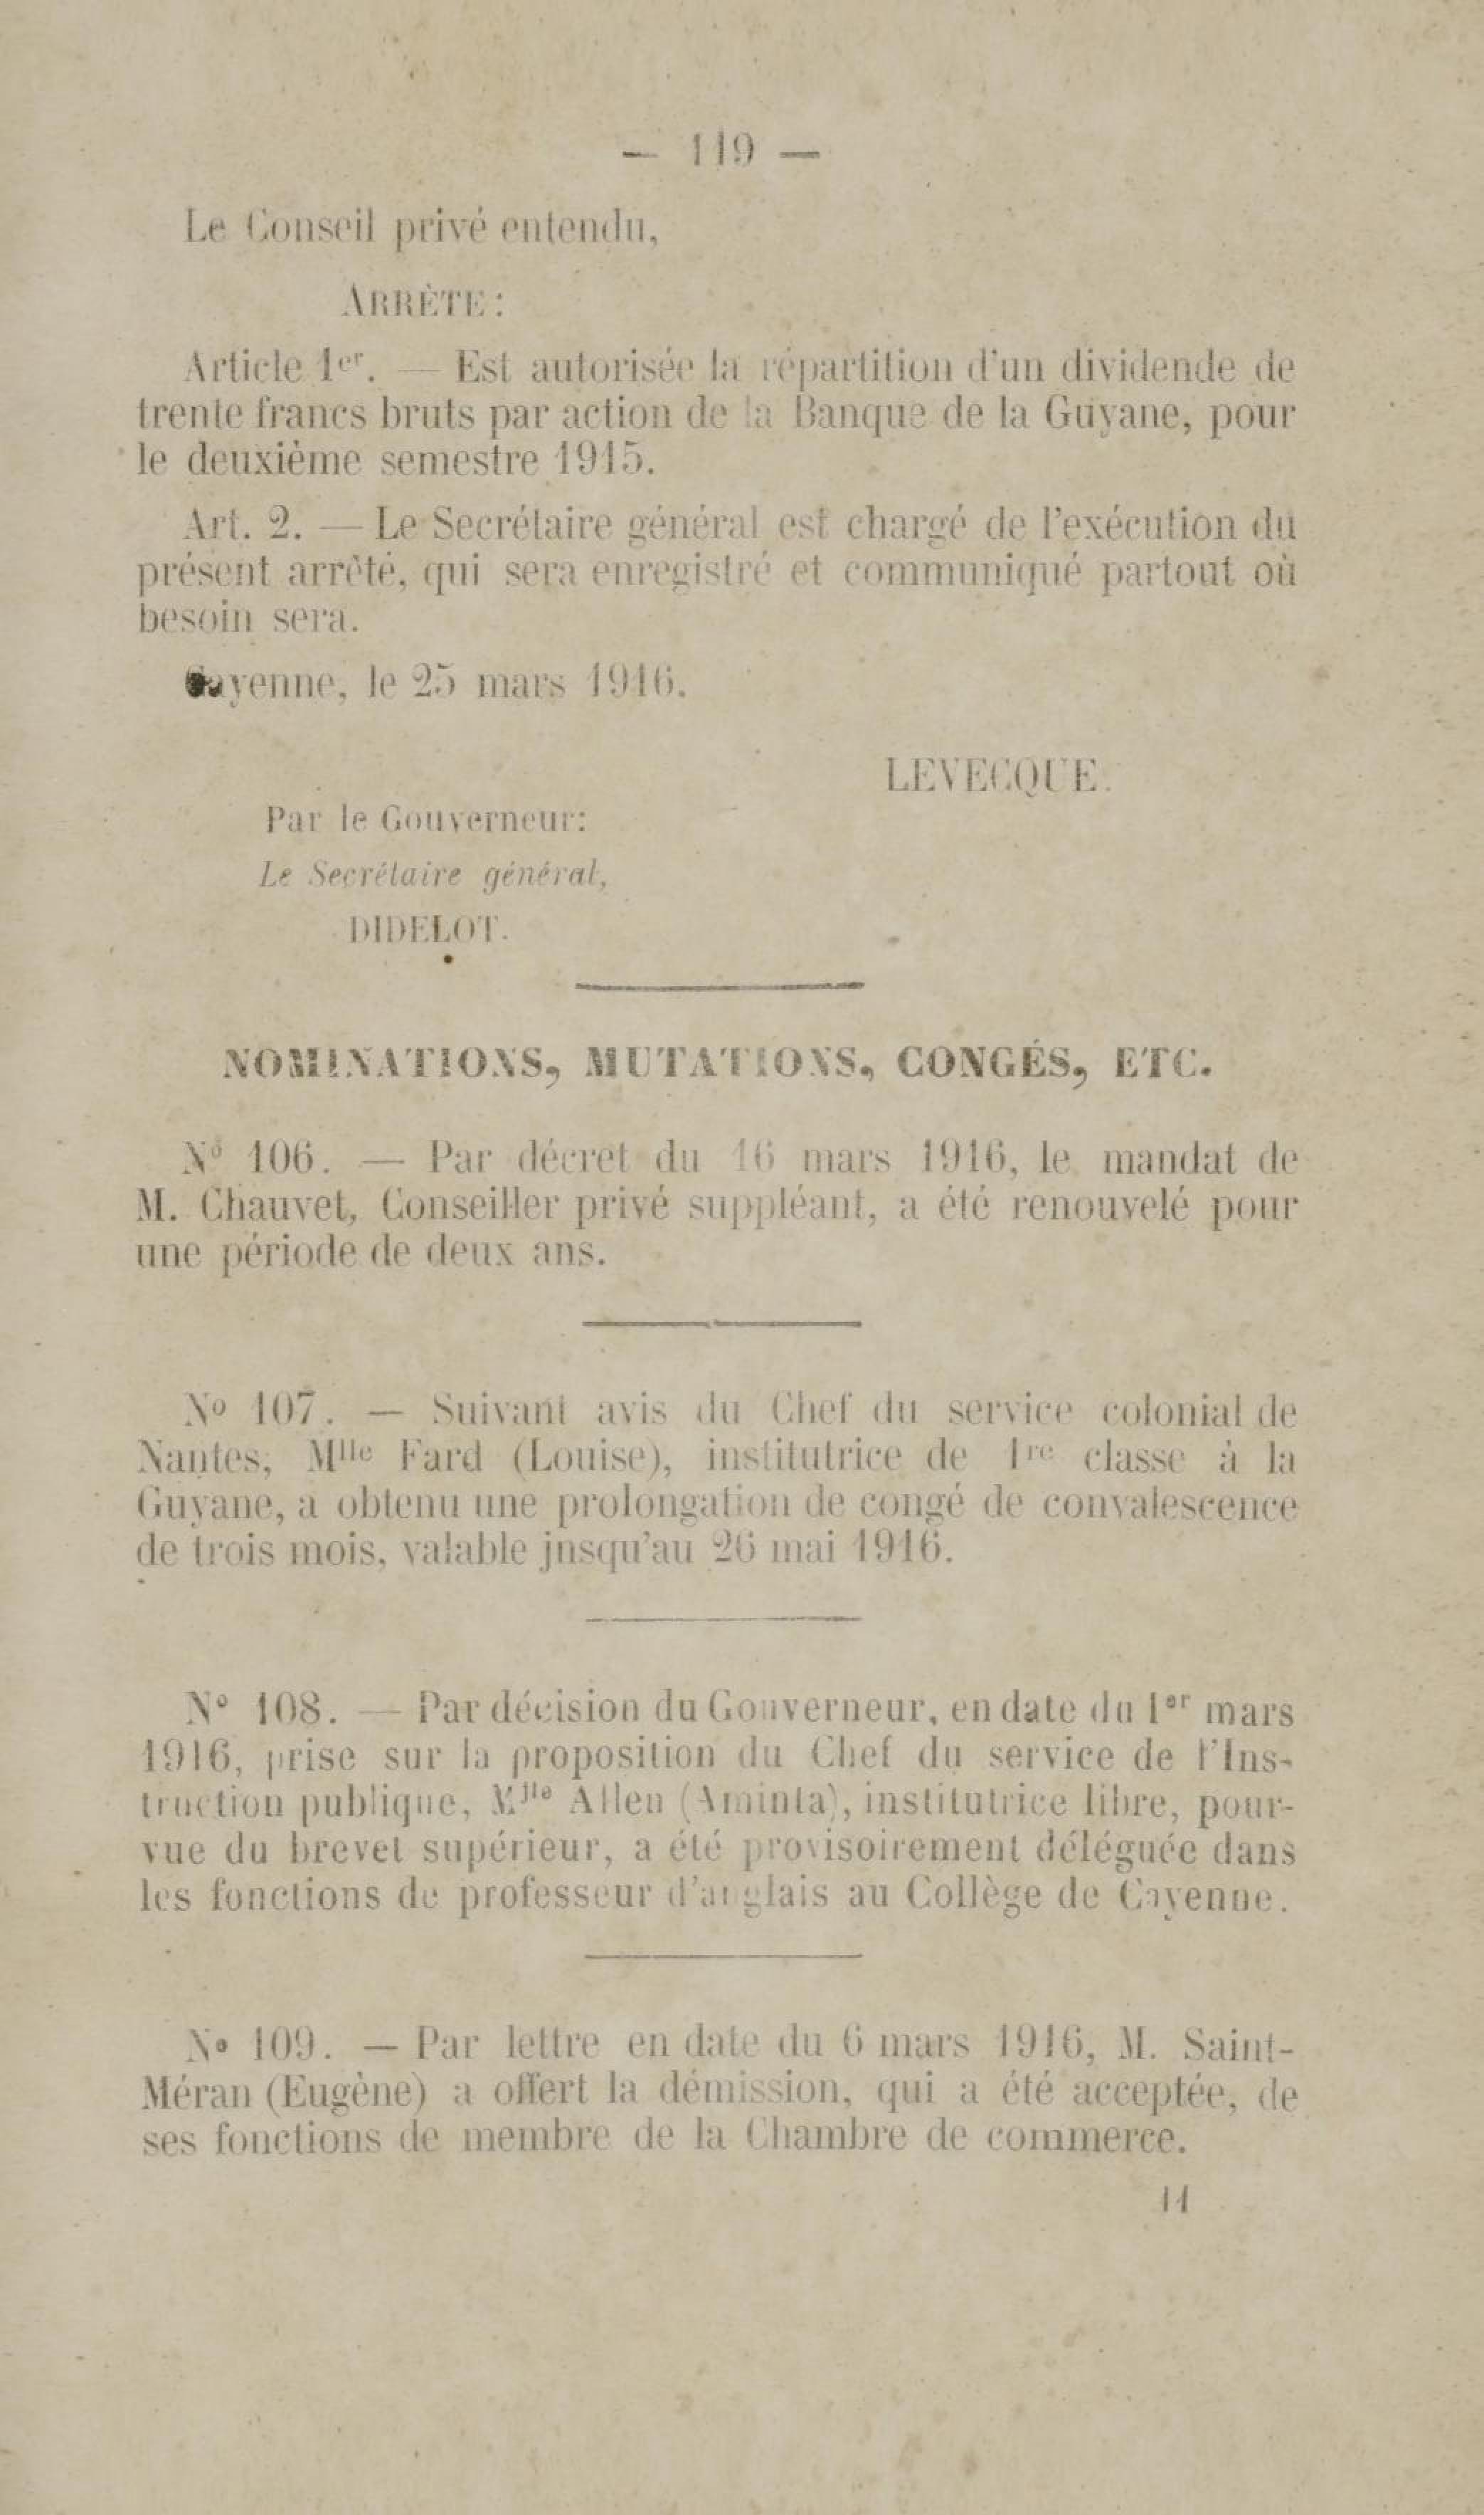 — 119 —
Le Conseil privé entendu,
ARRÊTE:
Article 1er. — Est autorisée la répartition d'un dividende de
trente francs bruts par action de la Banque de la Guyane, pour
le deuxième semestre 1915.
Art. 2. — Le Secrétaire général est chargé de l'exécution du
présent arrêté, qui sera enregistré et communiqué partout où
besoin sera.
Cayenne, le 25 mars 1916.
LEVECQUE.
Par le Gouverneur:
Le Secrétaire général,
DIDELOT.
NOMINATIONS, MUTATIONS, CONGÉS, ETC.
No 106. — Par décret du 16 mars 1916, le mandat de
M. Chauvet, Conseiller privé suppléant, a été renouvelé pour
une période de deux ans.
No 107. — Suivant avis du Chef du service colonial de
Nantes, Mlle Fard (Louise), institutrice de 1re classe à la
Guyane, a obtenu une prolongation de congé de convalescence
de trois mois, valable jusqu'au 26 mai 1916.
N° 108. — Par décision du Gouverneur, en date du 1er mars
1916, prise sur la proposition du Chef du service de l'Ins-
truction publique, Mlle Allen (Aminta), institutrice libre, pour-
vue du brevet supérieur, a été provisoirement déléguée dans
les fonctions de professeur d'anglais au Collège de Cayenne.
No 109. — Par lettre en date du 6 mars 1916, M. Saint-
Méran (Eugène) a offert la démission, qui a été acceptée, de
ses fonctions de membre de la Chambre de commerce.
11